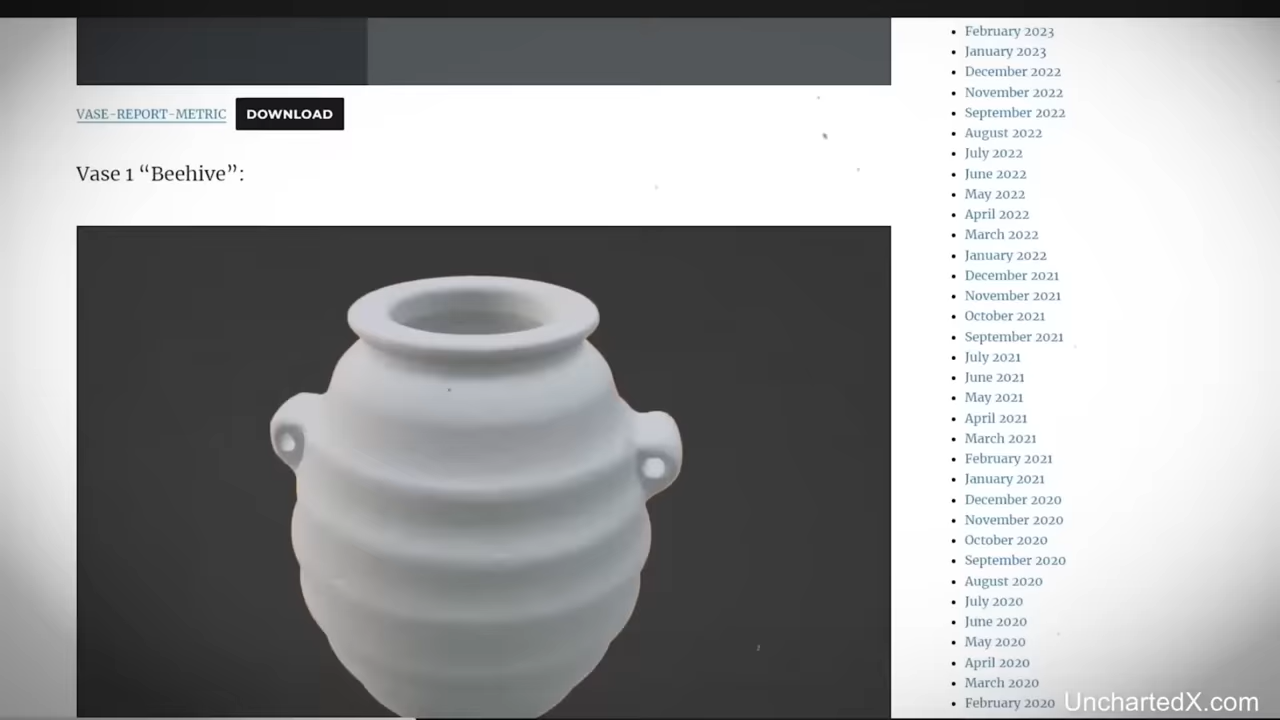 VASE-REPORT-METRIC DOWNLOAD
Vase 1 “Beehive”:
February 2023
January 2023
December 2022
November 2022
September 2022
August 2022
July 2022
June 2022
May 2022
April 2022
March 2022
January 2022
December 2021
November 2021
October 2021
September 2021
July 2021
June 2021
May 2021
April 2021
March 2021
February 2021
January 2021
December 2020
November 2020
October 2020
September 2020
August 2020
July 2020
June 2020
May 2020
April 2020
March 2020
February 2020
UnchartedX.com